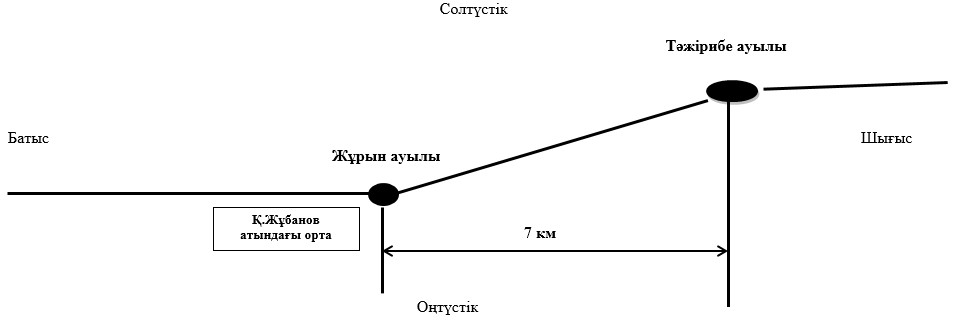 Солтүстік
Тәжірибе ауылы
Батыс
Шығыс
Жұрын ауылы
Қ.Жұбанов
атындағы орта
7 км
Оңтүстік